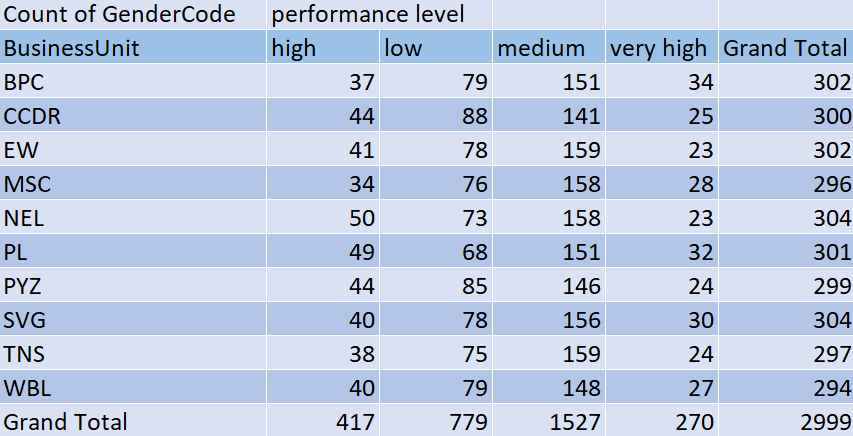 Count of GenderCode performance level
BusinessUnit high low medium very high Grand Total
BPC 37 79 151 34 302
CCDR 44 88 141 25 300
EW 41 78 159 23 302
MSC 34 76 158 28 296
NEL 50 73 158 23 304
PL 49 68 151 32 301
PYZ 44 85 146 24 299
SVG 40 78 156 30 304
TNS 38 75 159 24 297
WBL 40 79 148 27 294
Grand Total 417 779 1527 270 2999